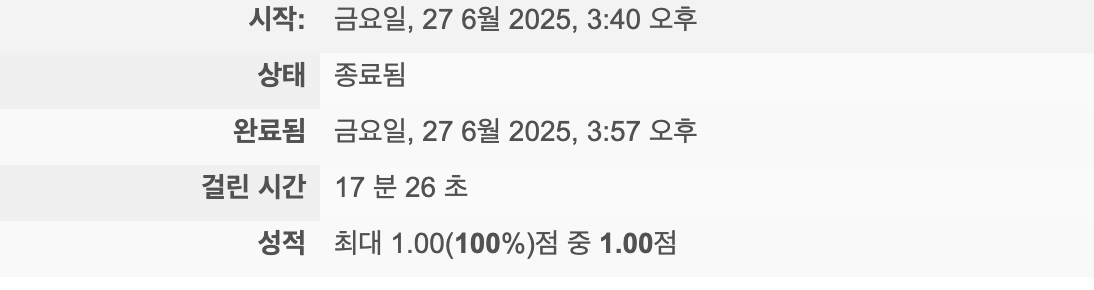 시작: 금요일, 27 6월 2025, 3:40 오후
상태 종료됨
완료됨 금요일, 27 6월 2025, 3:57 오후
걸린 시간 17 분 26 초
성적 최대 1.00(100%)점 중 1.00점